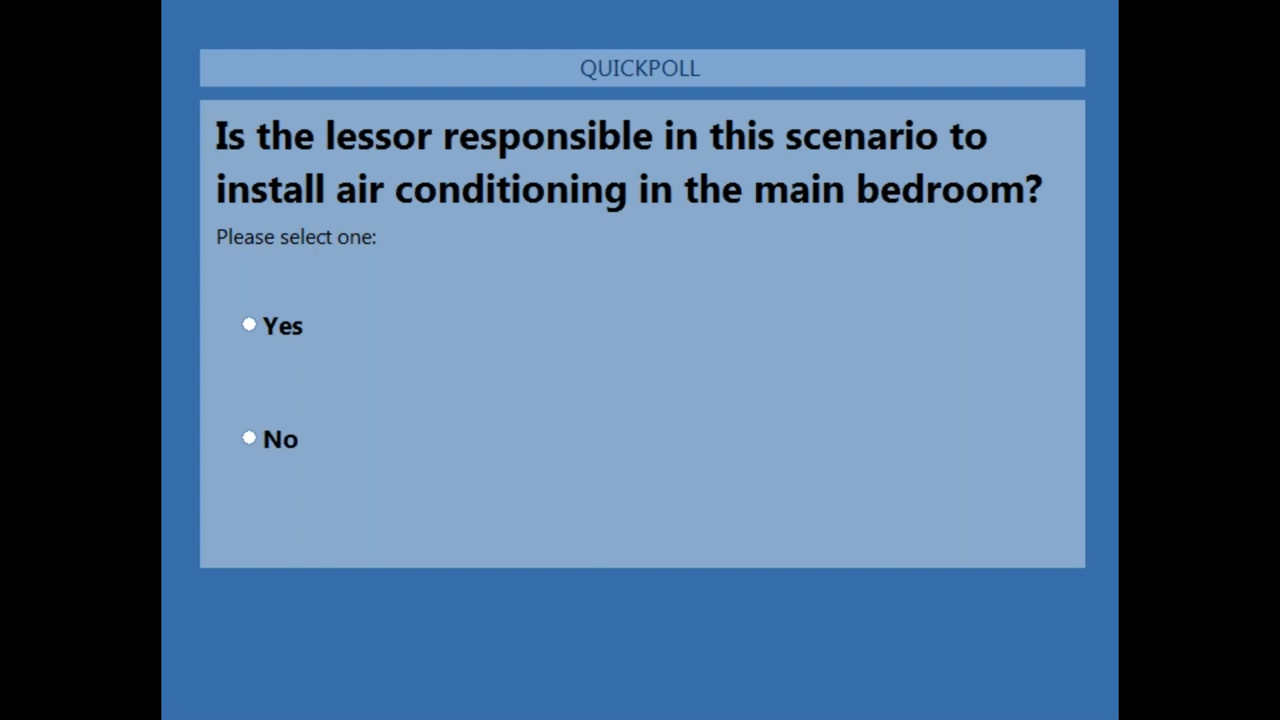 QUICKPOLL
Is the lessor responsible in this scenario to
install air conditioning in the main bedroom?
Please select one:
Yes
No